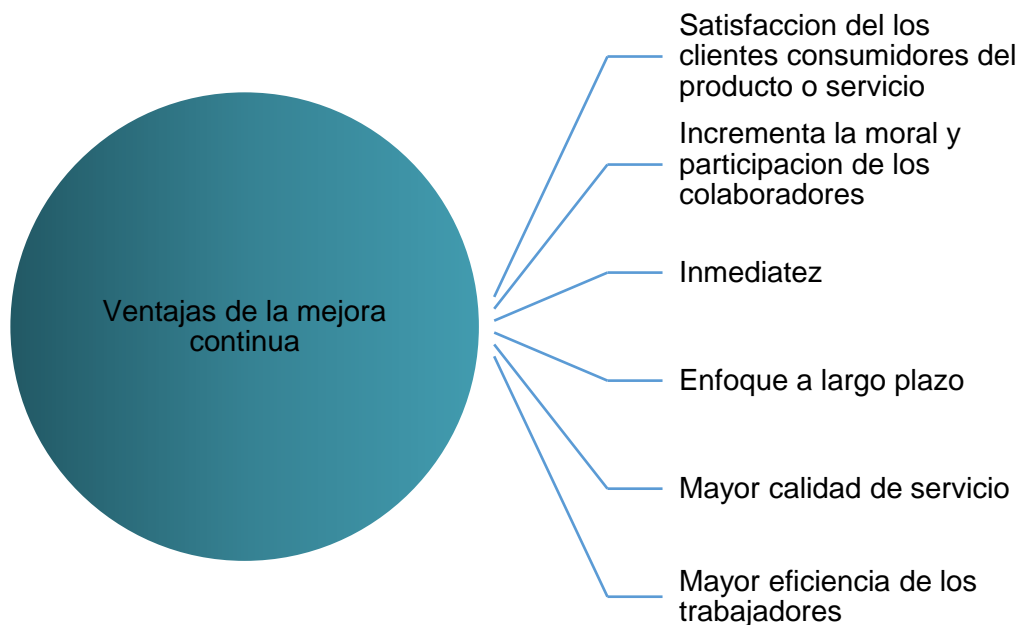 Ventajas de la mejora
continua
Satisfaccion del los
clientes consumidores del
producto o servicio
Incrementa la moral y
participacion de los
colaboradores
Inmediatez
Enfoque a largo plazo
Mayor calidad de servicio
Mayor eficiencia de los
trabajadores